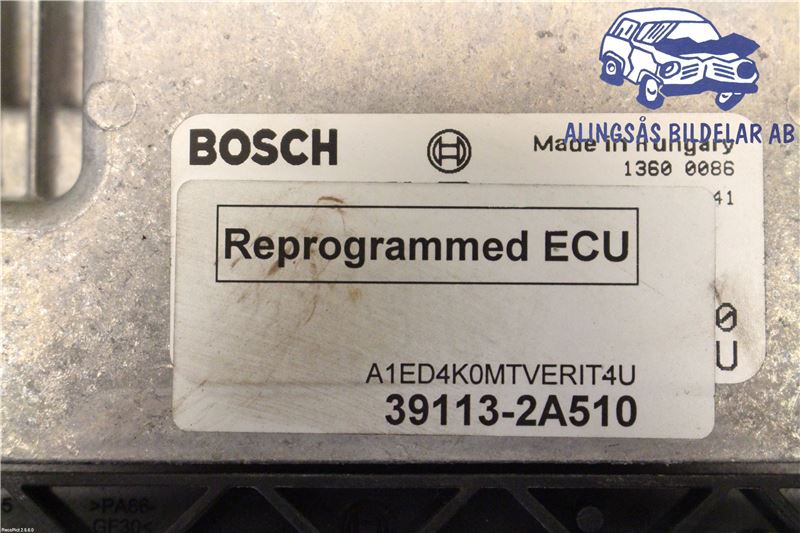 ALINGSÅS BILDELAR AB
BOSCH
Made in Hungary
1360 0086
41
Reprogrammed ECU
0
U
A1ED4K0MTVERIT4U
39113-2A510
>PA66-
GF30<